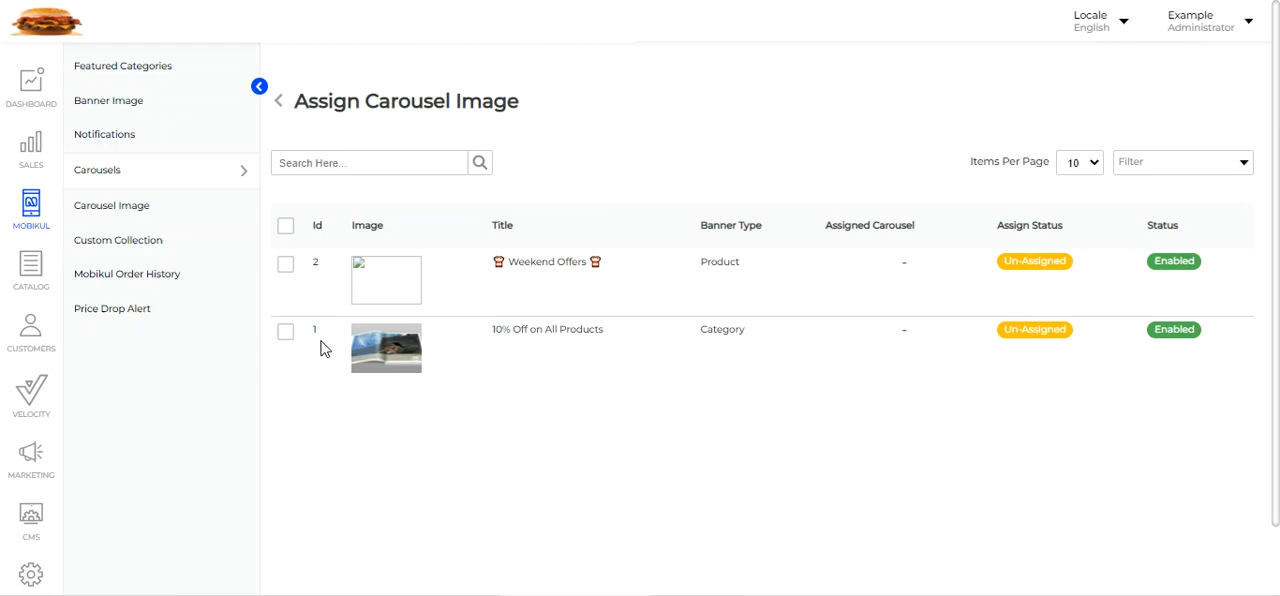 Locale
English
Example
Administrator
DASHBOARD
SALES
MOBIKUL
CATALOG
CUSTOMERS
VELOCITY
MARKETING
CMS
Featured Categories
Banner Image
Notifications
Carousels
Carousel Image
Custom Collection
Mobikul Order History
Price Drop Alert
Assign Carousel Image
Search Here...
Items Per Page 10 Filter
Id Image Title Banner Type Assigned Carousel Assign Status Status
2 Weekend Offers Product - Un-Assigned Enabled
1 10% Off on All Products Category - Un-Assigned Enabled